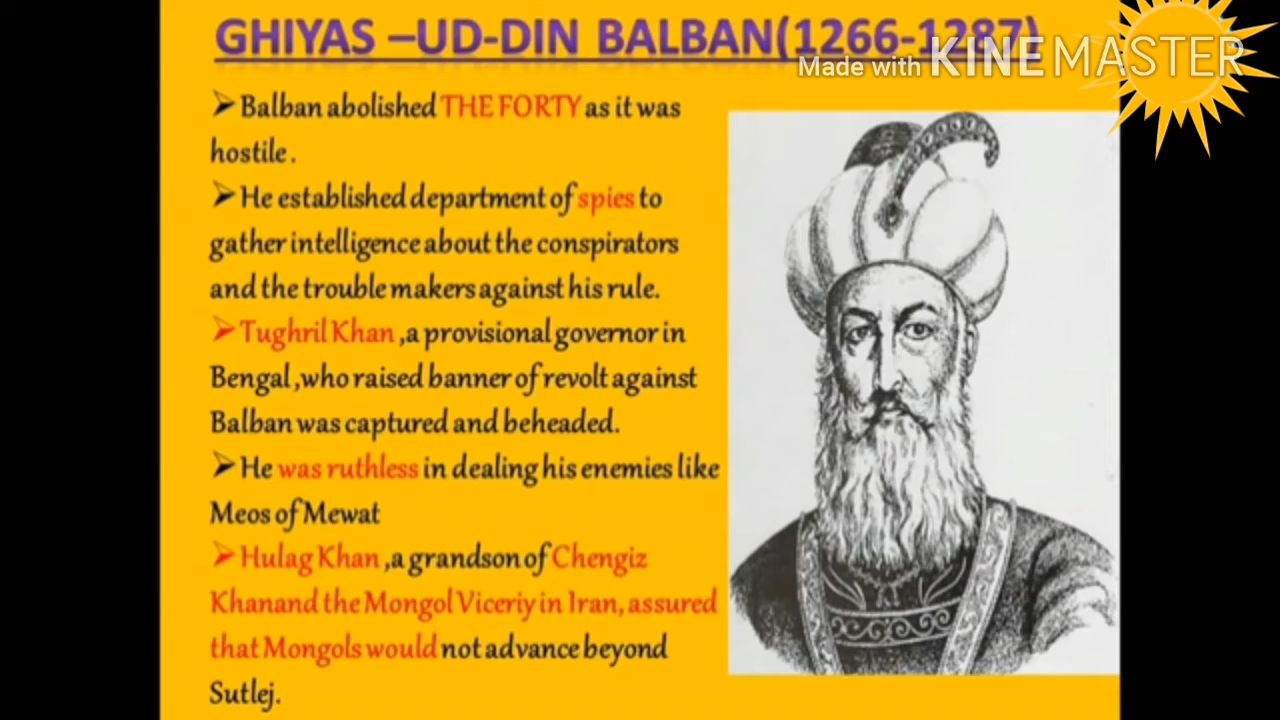 GHIYAS –UD-DIN BALBAN(1266-1287)
Made with KINEMASTER
➢Balban abolished THE FORTY as it was
hostile.
➢He established department of spies to
gather intelligence about the conspirators
and the trouble makers against his rule.
➢Tughril Khan ,a provisional governor in
Bengal ,who raised banner of revolt against
Balban was captured and beheaded.
➢He was ruthless in dealing his enemies like
Meos of Mewat
➢Hulag Khan ,a grandson of Chengiz
Khanand the Mongol Viceriy in Iran, assured
that Mongols would not advance beyond
Sutlej.